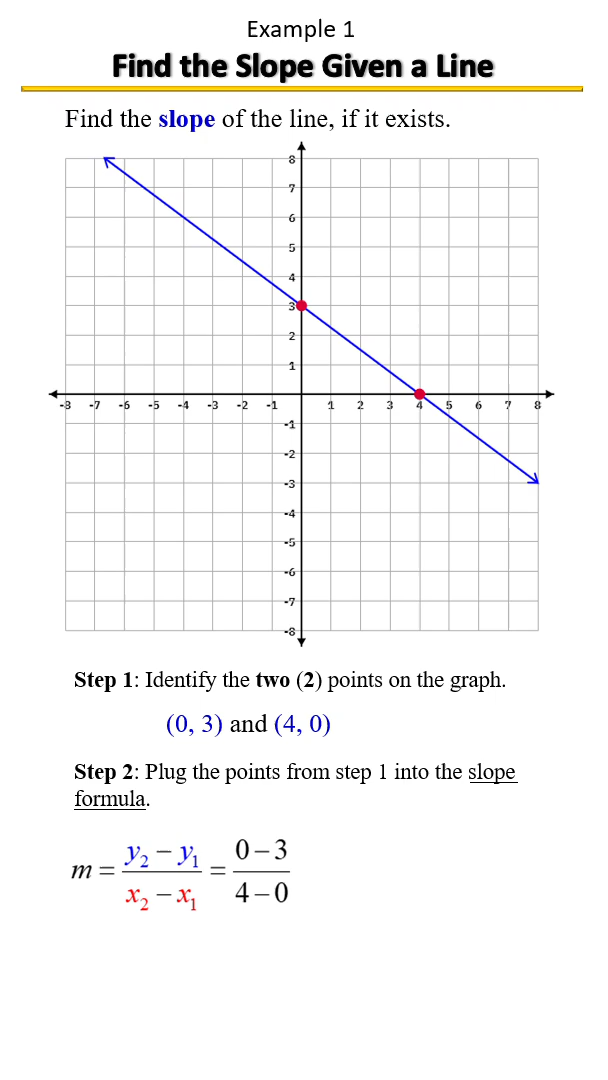 Example 1
Find the Slope Given a Line
Find the slope of the line, if it exists.
8
7
6
5
4
3
2
1
-8 -7 -6 -5 -4 -3 -2 -1 1 2 3 4 5 6 7 8
-1
-2
-3
-4
-5
-6
-7
-8
Step 1: Identify the two (2) points on the graph.
(0, 3) and (4, 0)
Step 2: Plug the points from step 1 into the slope
formula.
m = (y₂ − y₁)/(x₂ − x₁) = (0 − 3)/(4 − 0)